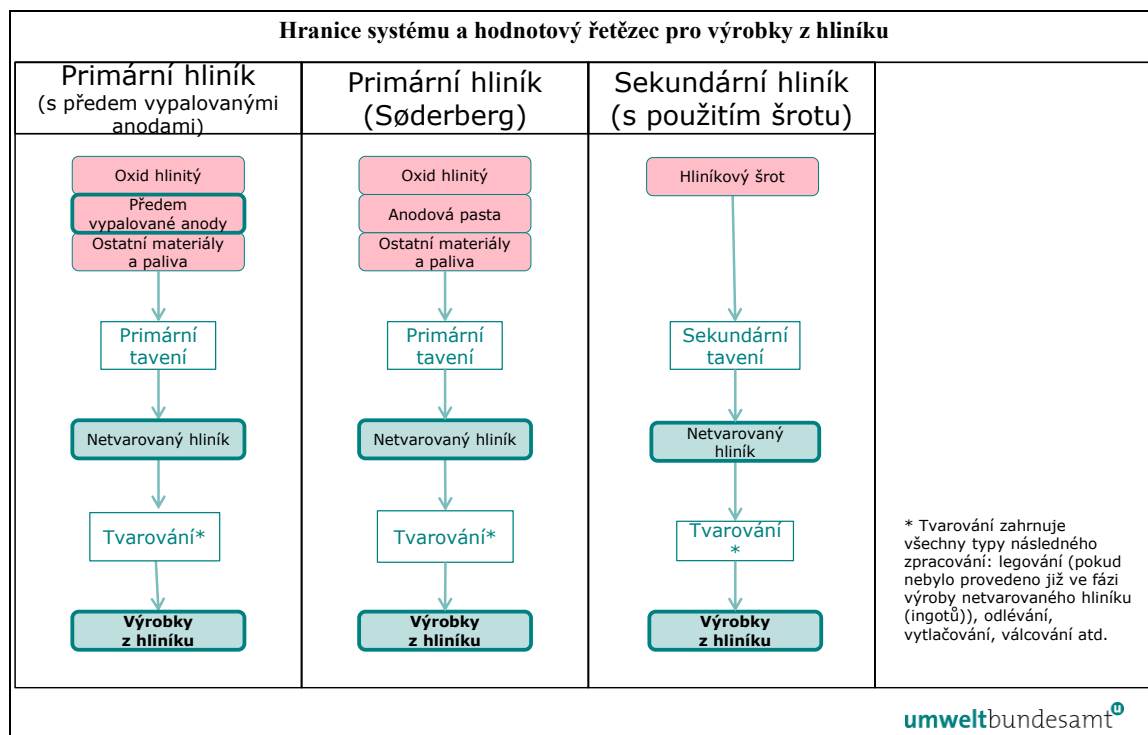 Hranice systému a hodnotový řetězec pro výrobky z hliníku
Primární hliník
(s předem vypalovanými
anodami)
Oxid hlinitý
Předem
vypalované anody
Ostatní materiály
a paliva
Primární
tavení
Netvarovaný hliník
Tvarování*
Výrobky
z hliníku
Primární hliník
(Søderberg)
Oxid hlinitý
Anodová pasta
Ostatní materiály
a paliva
Primární
tavení
Netvarovaný hliník
Tvarování*
Výrobky
z hliníku
Sekundární hliník
(s použitím šrotu)
Hliníkový šrot
Sekundární
tavení
Netvarovaný
hliník
Tvarování
*
Výrobky
z hliníku
* Tvarování zahrnuje
všechny typy následného
zpracování: legování (pokud
nebylo provedeno již ve fázi
výroby netvarovaného hliníku
(ingotů)), odlévání,
vytlačování, válcování atd.
umweltbundesamt u